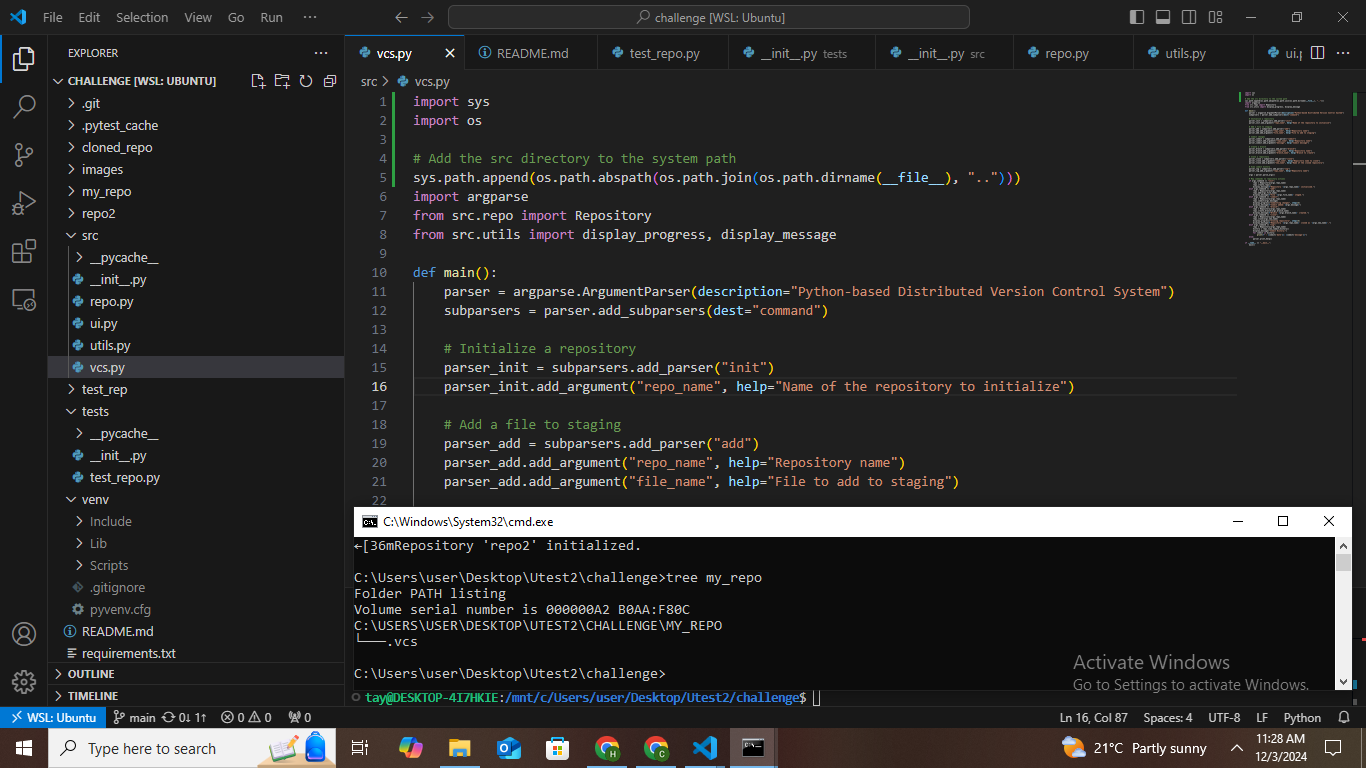 File Edit Selection View Go Run ··· challenge [WSL: Ubuntu]
EXPLORER
CHALLENGE [WSL: UBUNTU]
.git
.pytest_cache
cloned_repo
images
my_repo
repo2
src
__pycache__
__init__.py
repo.py
ui.py
utils.py
vcs.py
test_rep
tests
__pycache__
__init__.py
test_repo.py
venv
Include
Lib
Scripts
.gitignore
pyvenv.cfg
README.md
requirements.txt
OUTLINE
TIMELINE
vcs.py README.md test_repo.py __init__.py tests __init__.py src repo.py utils.py ui.p
src > vcs.py
1 import sys
2 import os
3
4 # Add the src directory to the system path
5 sys.path.append(os.path.abspath(os.path.join(os.path.dirname(__file__), "..")))
6 import argparse
7 from src.repo import Repository
8 from src.utils import display_progress, display_message
9
10 def main():
11 parser = argparse.ArgumentParser(description="Python-based Distributed Version Control System")
12 subparsers = parser.add_subparsers(dest="command")
13
14 # Initialize a repository
15 parser_init = subparsers.add_parser("init")
16 parser_init.add_argument("repo_name", help="Name of the repository to initialize")
17
18 # Add a file to staging
19 parser_add = subparsers.add_parser("add")
20 parser_add.add_argument("repo_name", help="Repository name")
21 parser_add.add_argument("file_name", help="File to add to staging")
22
C:\Windows\System32\cmd.exe
←[36mRepository 'repo2' initialized.
C:\Users\user\Desktop\Utest2\challenge>tree my_repo
Folder PATH listing
Volume serial number is 000000A2 B0AA:F80C
C:\USERS\USER\DESKTOP\UTEST2\CHALLENGE\MY_REPO
└───.vcs
C:\Users\user\Desktop\Utest2\challenge>
Activate Windows
Go to Settings to activate Windows.
tay@DESKTOP-4I7HKIE:/mnt/c/Users/user/Desktop/Utest2/challenge$
WSL: Ubuntu main 0↓ 1↑ 0 0 0 Ln 16, Col 87 Spaces: 4 UTF-8 LF Python
Type here to search 21°C Partly sunny 11:28 AM
12/3/2024